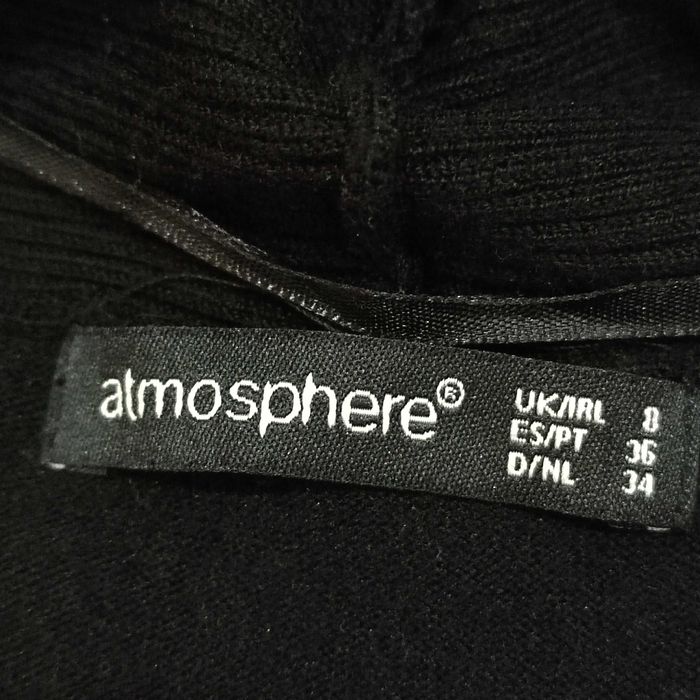 atmosphere®
UK/IRL 8
ES/PT 36
D/NL 34